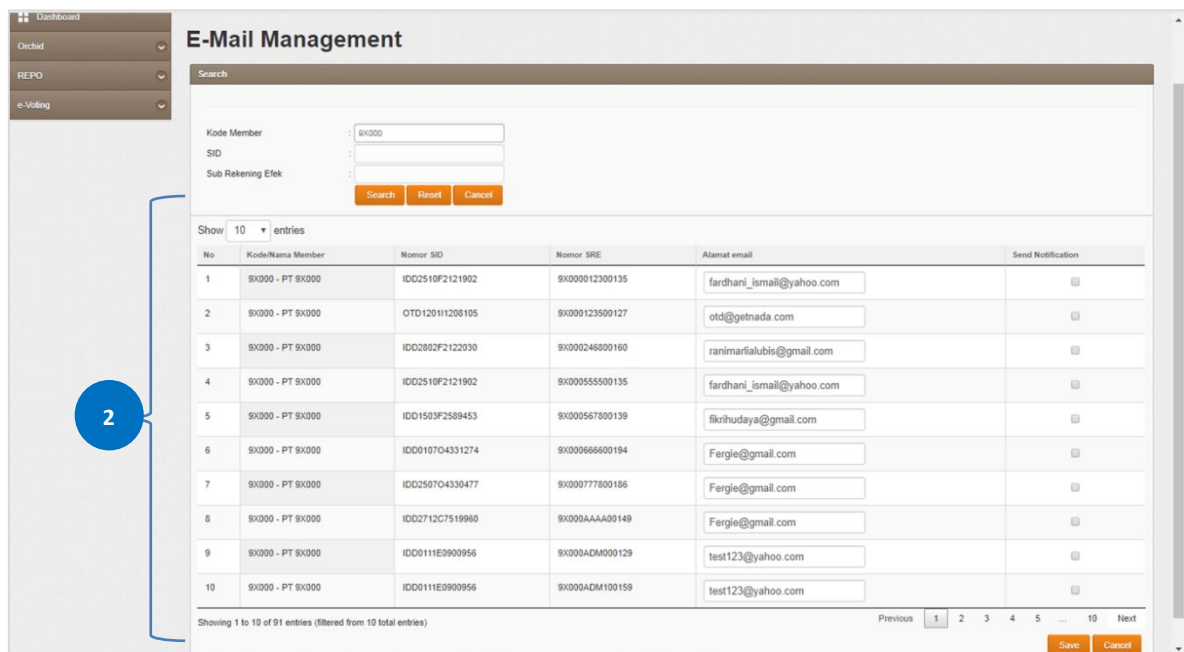 Dashboard
Orchid
REPO
e-Voting
E-Mail Management
Search
Kode Member : 9X000
SID :
Sub Rekening Efek :
Search Reset Cancel
Show 10 entries
No Kode/Nama Member Nomor SID Nomor SRE Alamat email Send Notification
1 9X000 - PT 9X000 IDD2510F2121902 9X000012300135 fardhani_ismail@yahoo.com
2 9X000 - PT 9X000 OTD1201I1208105 9X000123500127 otd@getnada.com
3 9X000 - PT 9X000 IDD2802F2122030 9X000246800160 ranimarlialubis@gmail.com
4 9X000 - PT 9X000 IDD2510F2121902 9X000555500135 fardhani_ismail@yahoo.com
5 9X000 - PT 9X000 IDD1503F2589453 9X000567800139 fikrihudaya@gmail.com
6 9X000 - PT 9X000 IDD0107O4331274 9X000666600194 Fergie@gmail.com
7 9X000 - PT 9X000 IDD2507O4330477 9X000777800186 Fergie@gmail.com
8 9X000 - PT 9X000 IDD2712C7519960 9X000AAAA00149 Fergie@gmail.com
9 9X000 - PT 9X000 IDD0111E0900956 9X000ADM000129 test123@yahoo.com
10 9X000 - PT 9X000 IDD0111E0900956 9X000ADM100159 test123@yahoo.com
Showing 1 to 10 of 91 entries (filtered from 10 total entries)
Previous 1 2 3 4 5 ... 10 Next
Save Cancel
2